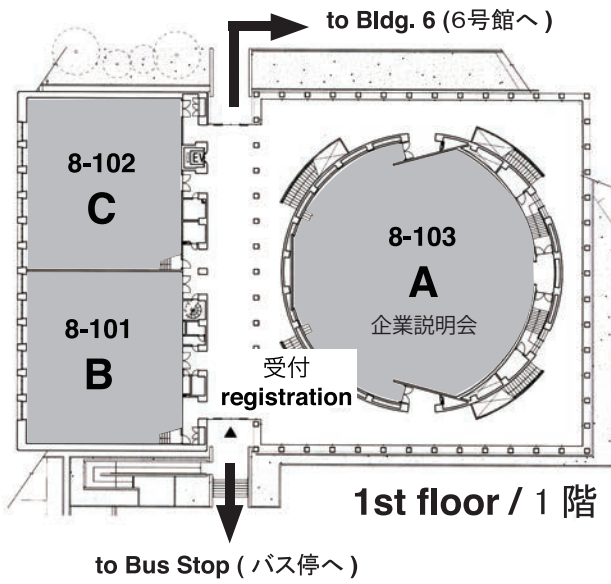 to Bldg. 6 (6号館へ )
8-102
C
EV
8-103
A
企業説明会
8-101
B
受付
registration
1st floor / 1 階
to Bus Stop ( バス停へ )